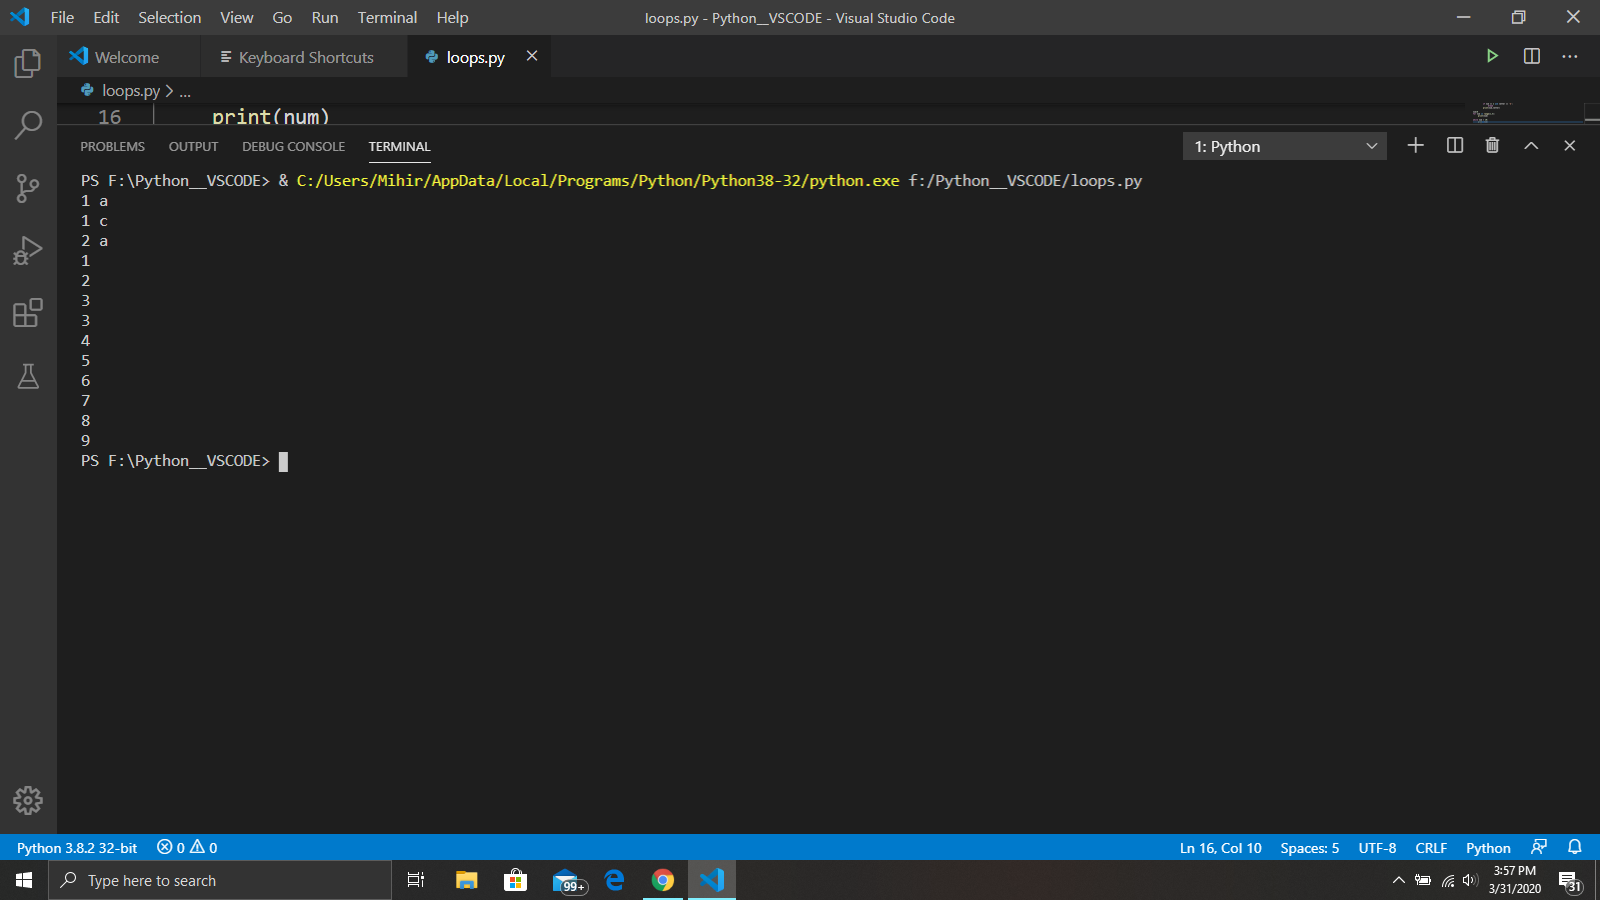 File Edit Selection View Go Run Terminal Help loops.py - Python__VSCODE - Visual Studio Code
Welcome Keyboard Shortcuts loops.py
loops.py > ...
16 print(num)
PROBLEMS OUTPUT DEBUG CONSOLE TERMINAL 1: Python
PS F:\Python__VSCODE> & C:/Users/Mihir/AppData/Local/Programs/Python/Python38-32/python.exe f:/Python__VSCODE/loops.py
1 a
1 c
2 a
1
2
3
3
4
5
6
7
8
9
PS F:\Python__VSCODE>
Python 3.8.2 32-bit 0 0 Ln 16, Col 10 Spaces: 5 UTF-8 CRLF Python
Type here to search 99+ 3:57 PM
3/31/2020 31